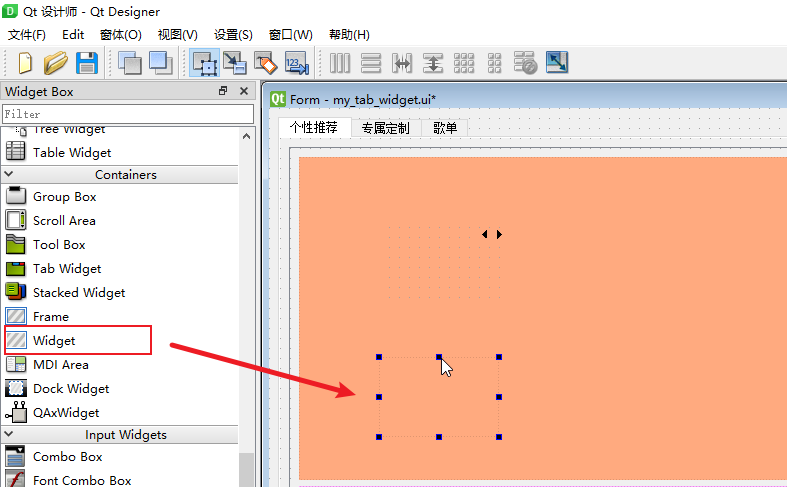 Qt 设计师 - Qt Designer
文件(F) Edit 窗体(O) 视图(V) 设置(S) 窗口(W) 帮助(H)
123
Widget Box
Filter
Tree Widget
Table Widget
Containers
Group Box
Scroll Area
Tool Box
Tab Widget
Stacked Widget
Frame
Widget
MDI Area
Dock Widget
QAxWidget
Input Widgets
Combo Box
Font Combo Box
Qt Form - my_tab_widget.ui*
个性推荐 专属定制 歌单